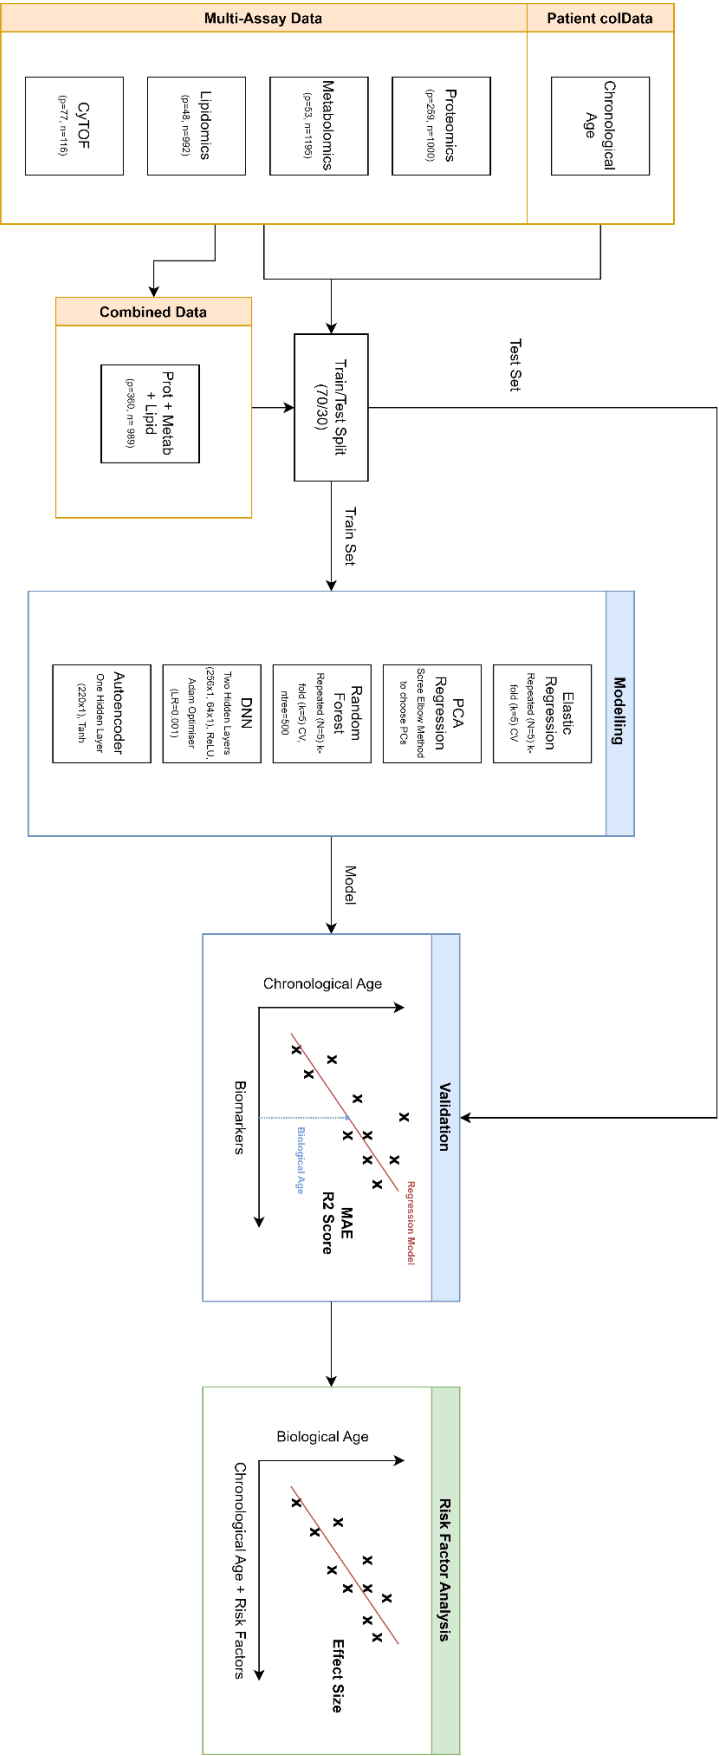 Multi-Assay Data
Patient colData
Chronological
Age
Proteomics
(p=259, n=1000)
Metabolomics
(p=53, n=1195)
Lipidomics
(p=48, n=992)
CyTOF
(p=77, n=116)
Combined Data
Prot + Metab
+ Lipid
(p=360, n= 989)
Train/Test Split
(70/30)
Test Set
Train Set
Modelling
Elastic
Regression
Repeated (N=5) k-
fold (k=5) CV
PCA
Regression
Scree Elbow Method
to choose PCs
Random
Forest
Repeated (N=5) k-
fold (k=5) CV,
ntree=500
DNN
Two Hidden Layers
(256x1, 64x1), ReLU,
Adam Optimiser
(LR=0.001)
Autoencoder
One Hidden Layer
(220x1), Tanh
Model
Validation
Chronological Age
Biomarkers
Biological Age
Regression Model
MAE
R2 Score
Risk Factor Analysis
Biological Age
Chronological Age + Risk Factors
Effect Size